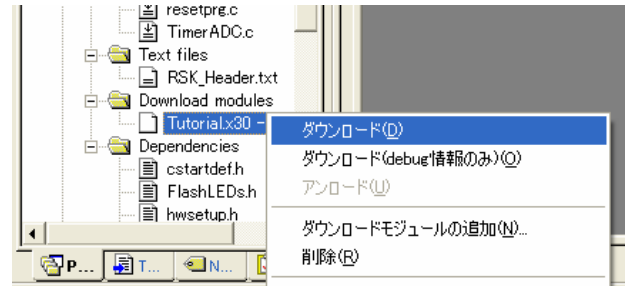 resetprg.c
TimerADC.c
Text files
RSK_Header.txt
Download modules
Tutorial.x30 -
ダウンロード(D)
Dependencies
ダウンロード(debug情報のみ)(O)
cstartdef.h
アンロード(U)
FlashLEDs.h
hwsetup.h
ダウンロードモジュールの追加(N)...
削除(R)
P...
T...
N...